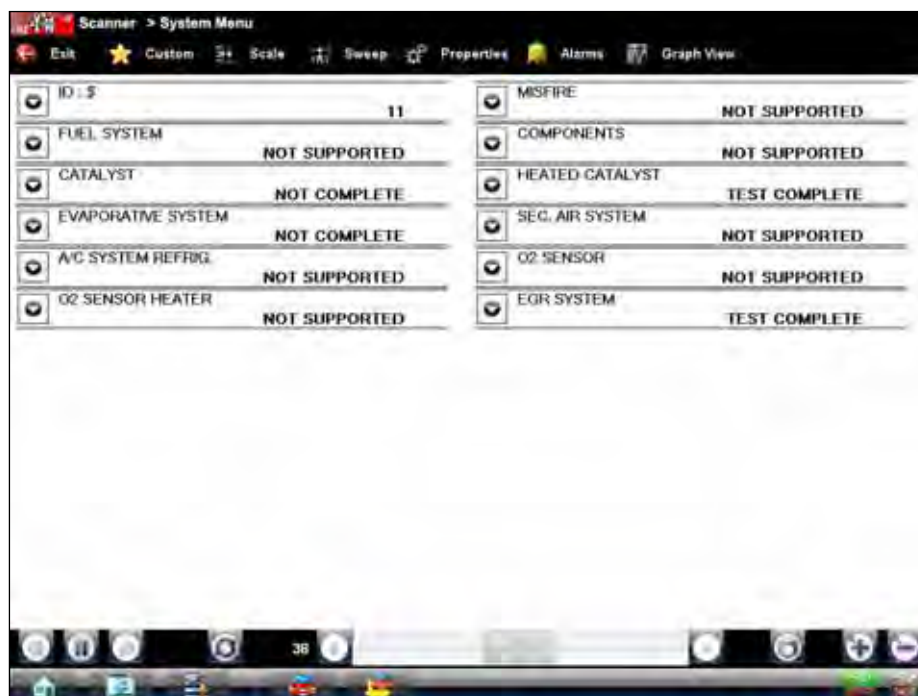 Scanner > System Menu
Exit Custom Scale Sweep Properties Alarms Graph View
ID : $
11
MISFIRE
NOT SUPPORTED
FUEL SYSTEM
NOT SUPPORTED
COMPONENTS
NOT SUPPORTED
CATALYST
NOT COMPLETE
HEATED CATALYST
TEST COMPLETE
EVAPORATIVE SYSTEM
NOT COMPLETE
SEC. AIR SYSTEM
NOT SUPPORTED
A/C SYSTEM REFRIG.
NOT SUPPORTED
O2 SENSOR
NOT SUPPORTED
O2 SENSOR HEATER
NOT SUPPORTED
EGR SYSTEM
TEST COMPLETE
36